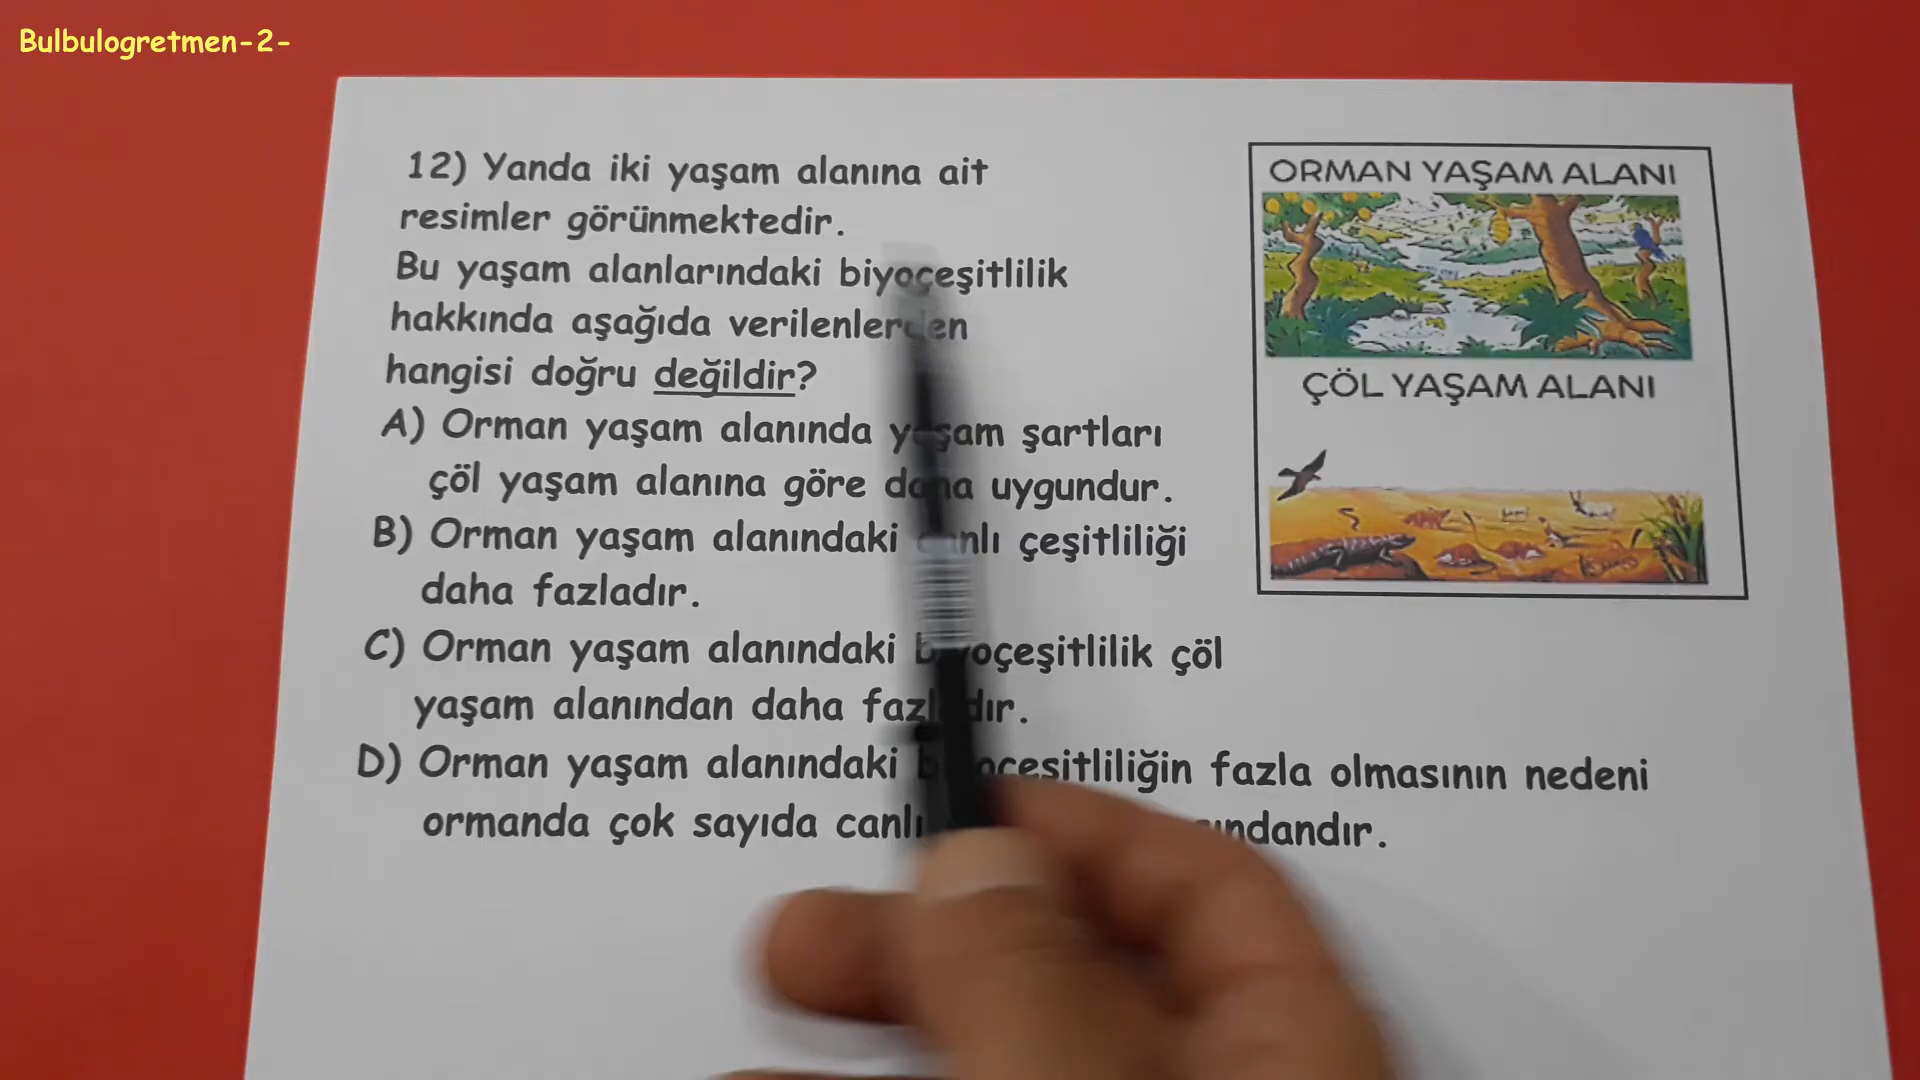 Bulbulogretmen-2-
12) Yanda iki yaşam alanına ait
resimler görünmektedir.
Bu yaşam alanlarındaki biyoçeşitlilik
hakkında aşağıda verilenlerden
hangisi doğru değildir?
A) Orman yaşam alanında yaşam şartları
çöl yaşam alanına göre daha uygundur.
B) Orman yaşam alanındaki canlı çeşitliliği
daha fazladır.
C) Orman yaşam alanındaki biyoçeşitlilik çöl
yaşam alanından daha fazladır.
D) Orman yaşam alanındaki biyoçeşitliliğin fazla olmasının nedeni
ormanda çok sayıda canlı
ORMAN YAŞAM ALANI
ÇÖL YAŞAM ALANI